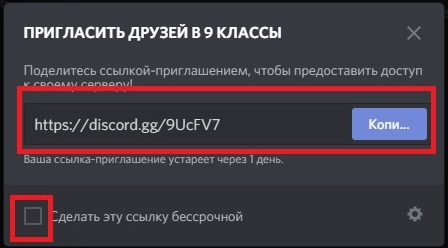 ПРИГЛАСИТЬ ДРУЗЕЙ В 9 КЛАССЫ
Поделитесь ссылкой-приглашением, чтобы предоставить доступ
к своему серверу!
https://discord.gg/9UcFV7
Копи...
Ваша ссылка-приглашение устареет через 1 день.
Сделать эту ссылку бессрочной